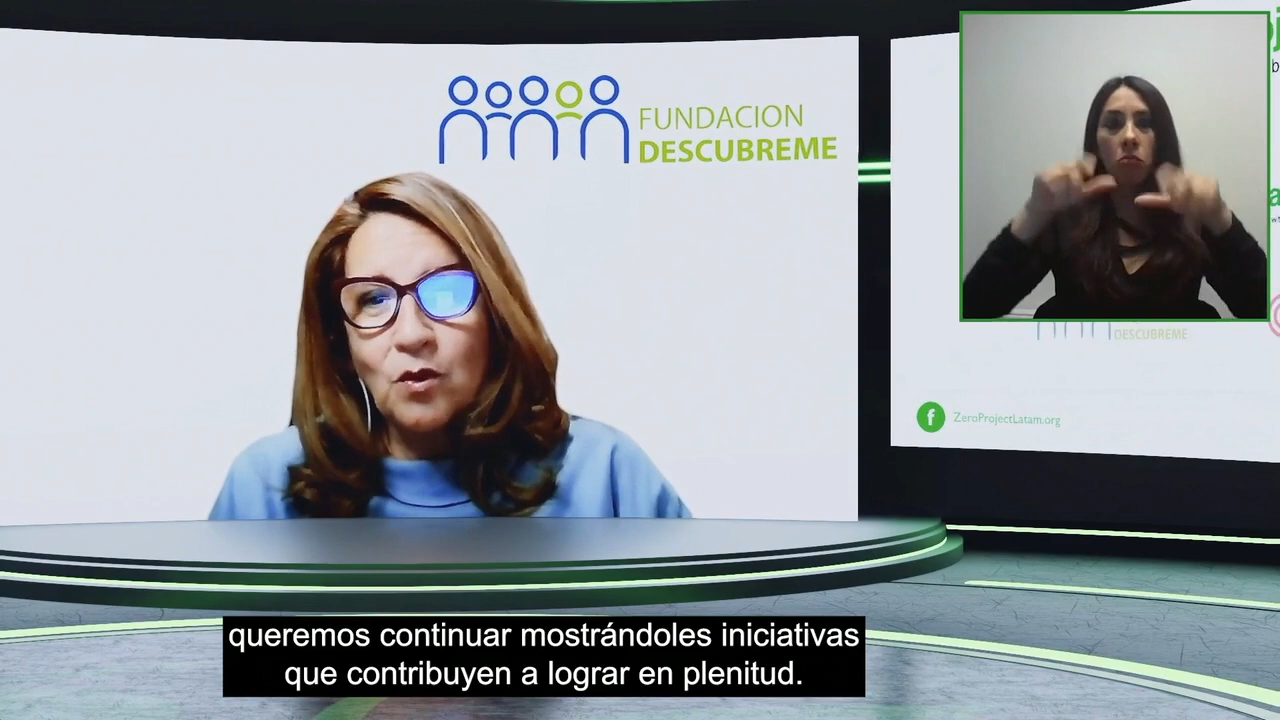 FUNDACION
DESCUBREME
DESCUBREME
f ZeroProjectLatam.org
queremos continuar mostrándoles iniciativas
que contribuyen a lograr en plenitud.